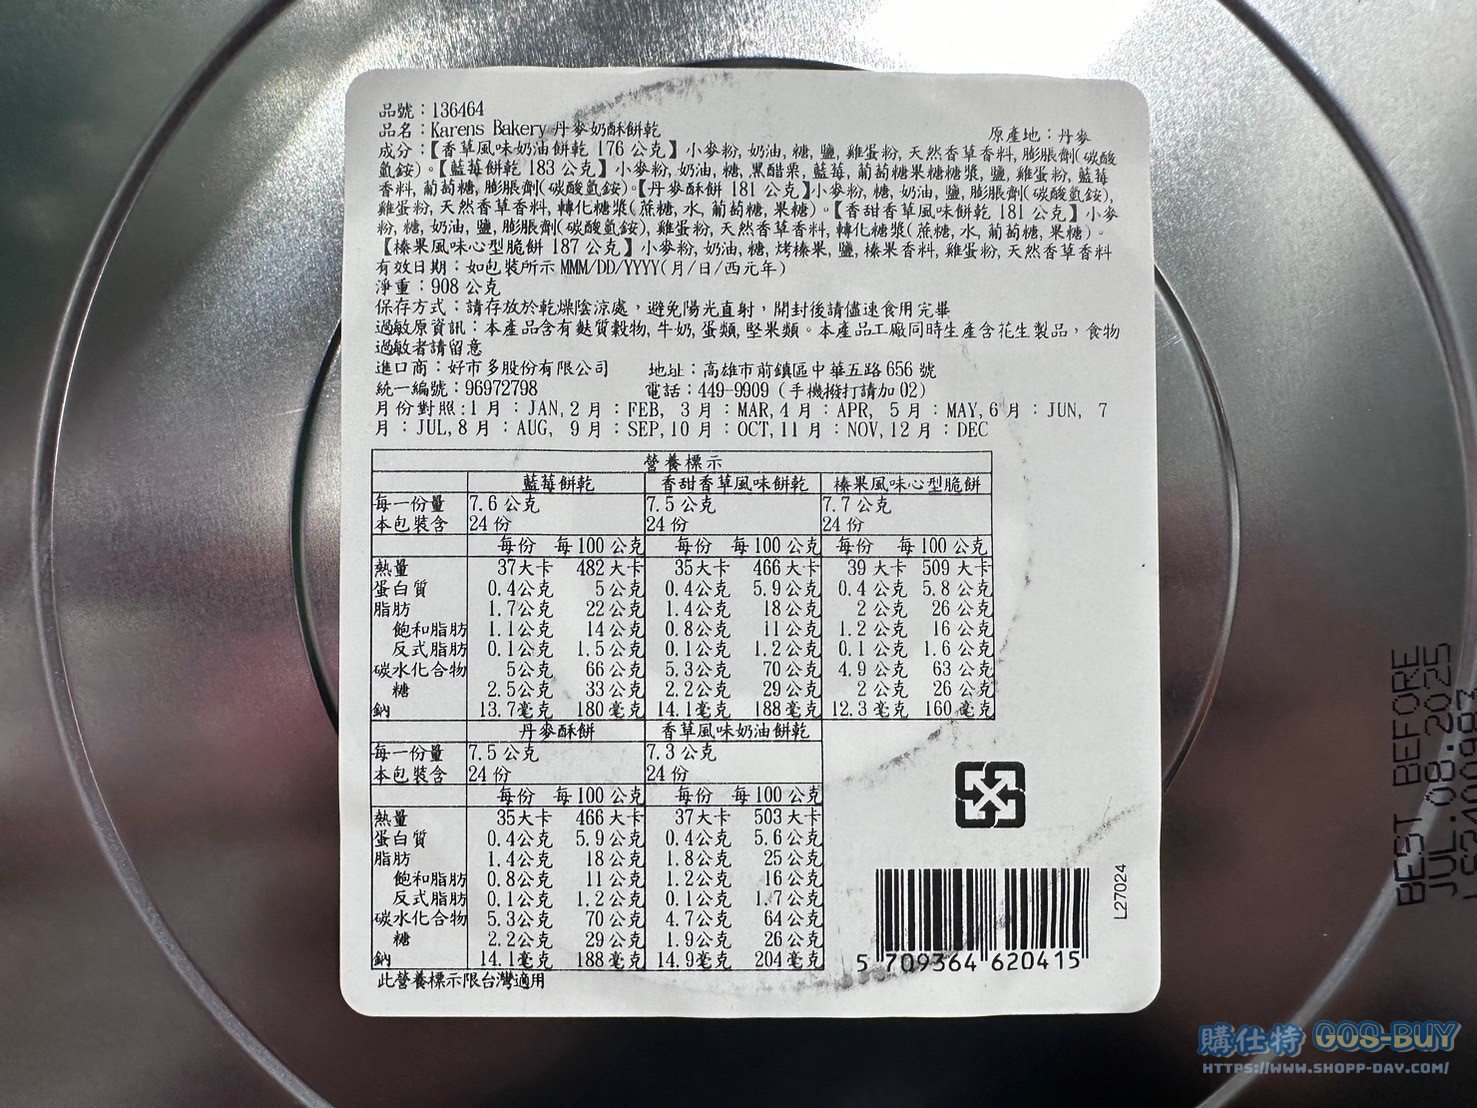 品號：136464
品名：Karens Bakery 丹麥奶酥餅乾
原產地：丹麥
成分：【香草風味奶油餅乾 176 公克】小麥粉, 奶油, 糖, 鹽, 雞蛋粉, 天然香草香料, 膨脹劑(碳酸
氫銨)。【藍莓餅乾 183 公克】小麥粉, 奶油, 糖, 黑醋栗, 藍莓, 葡萄糖果糖糖漿, 鹽, 雞蛋粉, 藍莓
香料, 葡萄糖, 膨脹劑(碳酸氫銨)。【丹麥酥餅 181 公克】小麥粉, 糖, 奶油, 鹽, 膨脹劑(碳酸氫銨),
雞蛋粉, 天然香草香料, 轉化糖漿(蔗糖, 水, 葡萄糖, 果糖)。【香甜香草風味餅乾 181 公克】小麥
粉, 糖, 奶油, 鹽, 膨脹劑(碳酸氫銨), 雞蛋粉, 天然香草香料, 轉化糖漿(蔗糖, 水, 葡萄糖, 果糖)。
【榛果風味心型脆餅 187 公克】小麥粉, 奶油, 糖, 烤榛果, 鹽, 榛果香料, 雞蛋粉, 天然香草香料
有效日期：如包裝所示 MMM/DD/YYYY(月/日/西元年)
淨重：908 公克
保存方式：請存放於乾燥陰涼處，避免陽光直射，開封後請儘速食用完畢
過敏原資訊：本產品含有麩質穀物, 牛奶, 蛋類, 堅果類。本產品工廠同時生產含花生製品，食物
過敏者請留意
進口商：好市多股份有限公司 地址：高雄市前鎮區中華五路 656 號
統一編號：96972798 電話：449-9909 (手機撥打請加 02)
月份對照：1 月：JAN, 2 月：FEB, 3 月：MAR, 4 月：APR, 5 月：MAY, 6 月：JUN, 7
月：JUL, 8 月：AUG, 9 月：SEP, 10 月：OCT, 11 月：NOV, 12 月：DEC
營養標示
藍莓餅乾 香甜香草風味餅乾 榛果風味心型脆餅
每一份量 7.6 公克 7.5 公克 7.7 公克
本包裝含 24 份 24 份 24 份
每份 每 100 公克 每份 每 100 公克 每份 每 100 公克
熱量 37大卡 482 大卡 35大卡 466 大卡 39 大卡 509 大卡
蛋白質 0.4公克 5 公克 0.4公克 5.9 公克 0.4 公克 5.8 公克
脂肪 1.7公克 22 公克 1.4公克 18 公克 2 公克 26 公克
飽和脂肪 1.1公克 14 公克 0.8公克 11 公克 1.2 公克 16 公克
反式脂肪 0.1公克 1.5 公克 0.1公克 1.2 公克 0.1 公克 1.6 公克
碳水化合物 5公克 66 公克 5.3公克 70 公克 4.9 公克 63 公克
糖 2.5公克 33 公克 2.2公克 29 公克 2 公克 26 公克
鈉 13.7毫克 180 毫克 14.1毫克 188 毫克 12.3 毫克 160 毫克
丹麥酥餅 香草風味奶油餅乾
每一份量 7.5 公克 7.3 公克
本包裝含 24 份 24 份
每份 每 100 公克 每份 每 100 公克
熱量 35大卡 466 大卡 37大卡 503 大卡
蛋白質 0.4公克 5.9 公克 0.4公克 5.6 公克
脂肪 1.4公克 18 公克 1.8公克 25 公克
飽和脂肪 0.8公克 11 公克 1.2公克 16 公克
反式脂肪 0.1公克 1.2 公克 0.1公克 1.7 公克
碳水化合物 5.3公克 70 公克 4.7公克 64 公克
糖 2.2公克 29 公克 1.9公克 26 公克
鈉 14.1毫克 188 毫克 14.9毫克 204 毫克
此營養標示限台灣適用
5 709364 620415
L27024
BEST BEFORE
JUL.08.2025
購仕特 GOS-BUY
HTTPS://WWW.SHOPP-DAY.COM/